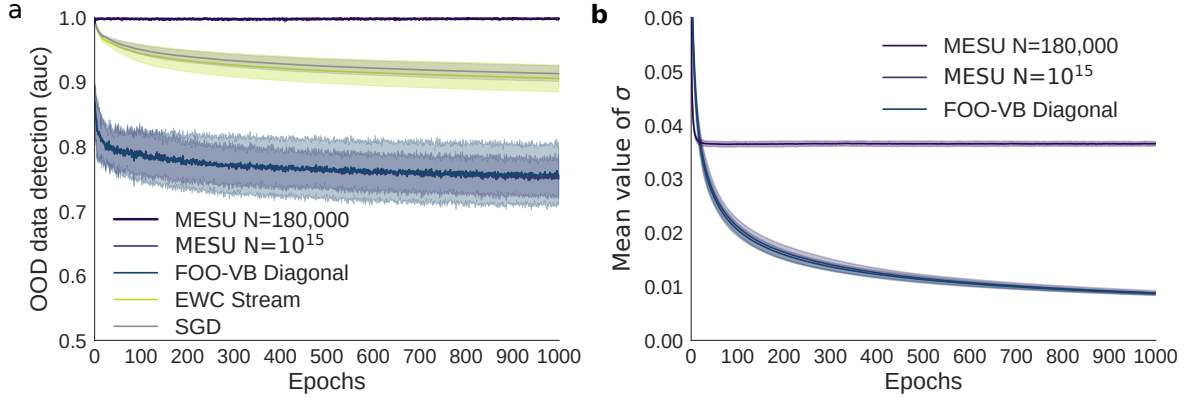 a
1.0
0.9
0.8
0.7
0.6
0.5
OOD data detection (auc)
MESU N=180,000
MESU N=10^15
FOO-VB Diagonal
EWC Stream
SGD
0 100 200 300 400 500 600 700 800 900 1000
Epochs
b
0.06
0.05
0.04
0.03
0.02
0.01
0.00
Mean value of σ
MESU N=180,000
MESU N=10^15
FOO-VB Diagonal
0 100 200 300 400 500 600 700 800 900 1000
Epochs